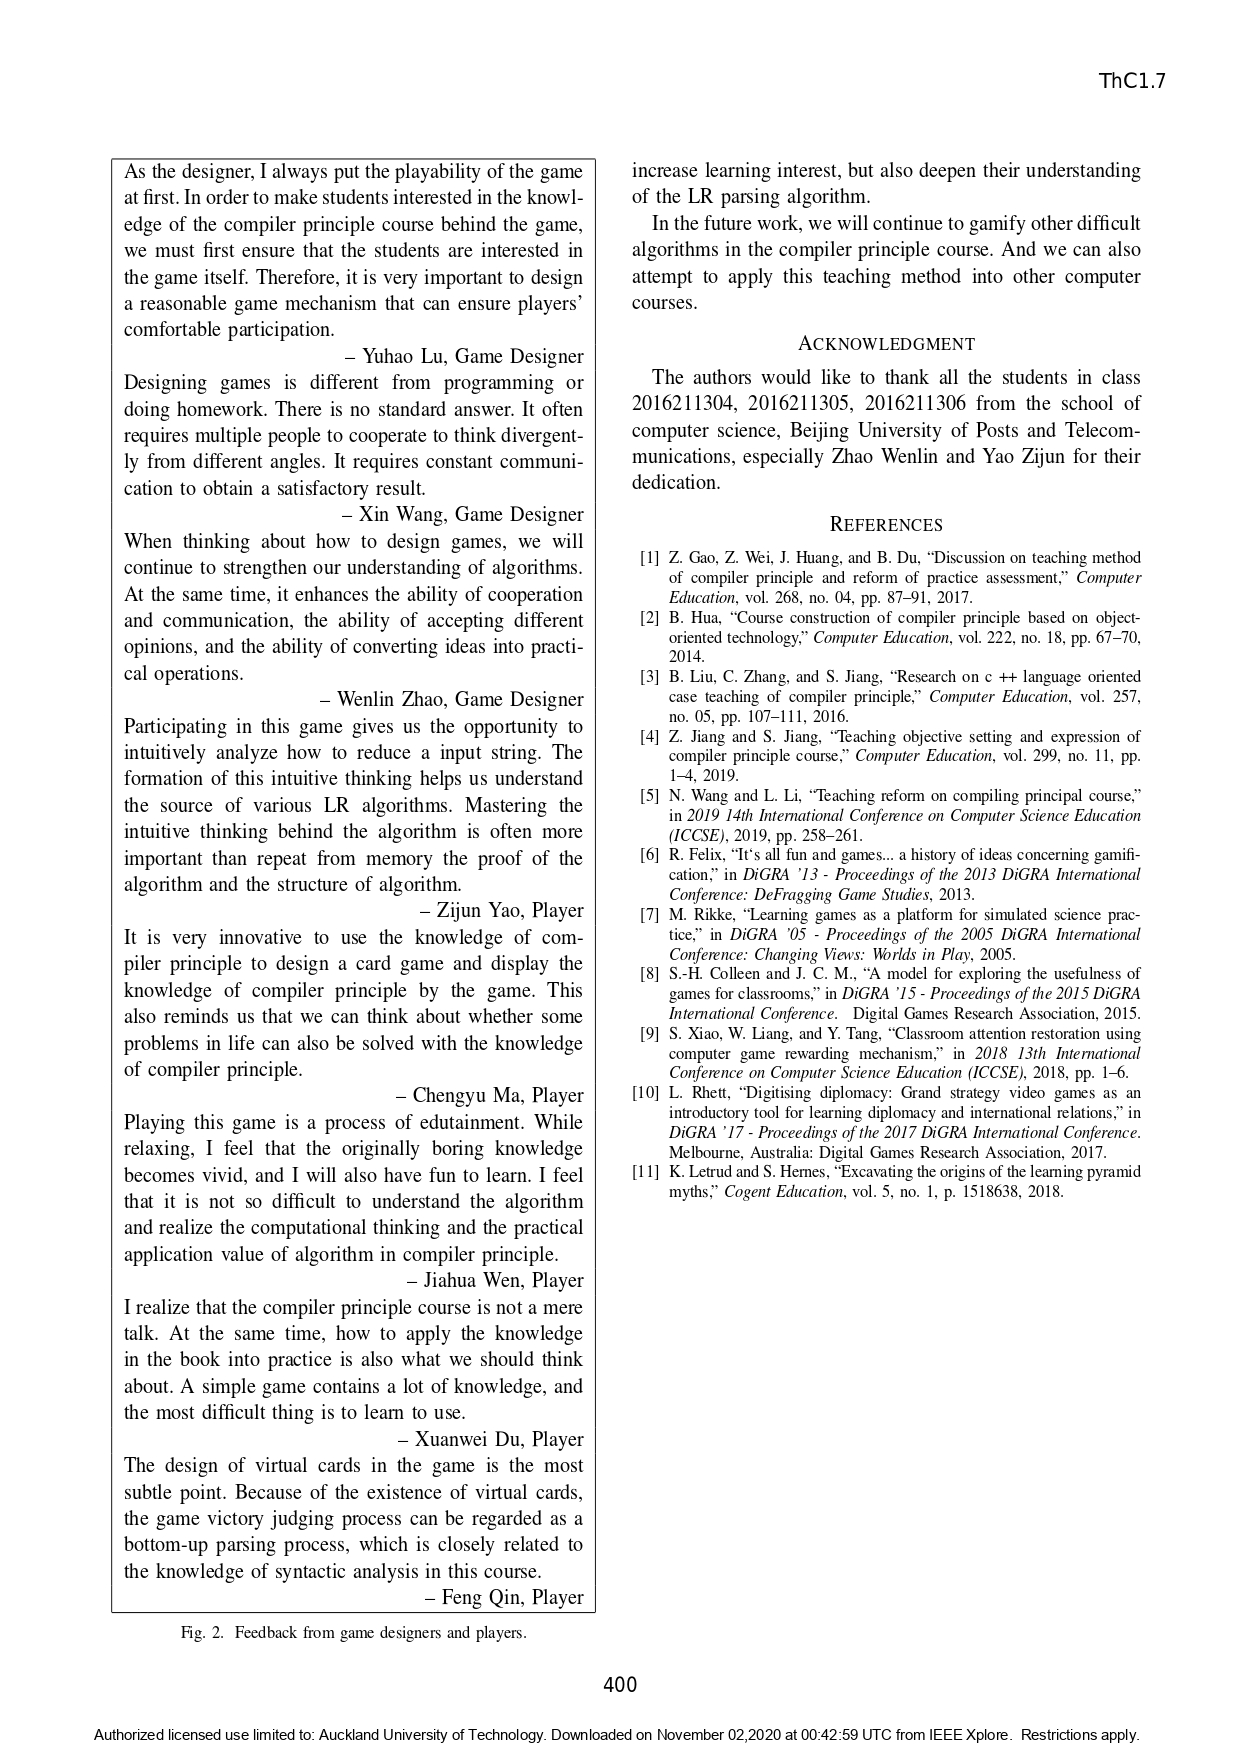 ThC1.7
As the designer, I always put the playability of the game
at first. In order to make students interested in the knowl-
edge of the compiler principle course behind the game,
we must first ensure that the students are interested in
the game itself. Therefore, it is very important to design
a reasonable game mechanism that can ensure players'
comfortable participation.
– Yuhao Lu, Game Designer
Designing games is different from programming or
doing homework. There is no standard answer. It often
requires multiple people to cooperate to think divergent-
ly from different angles. It requires constant communi-
cation to obtain a satisfactory result.
– Xin Wang, Game Designer
When thinking about how to design games, we will
continue to strengthen our understanding of algorithms.
At the same time, it enhances the ability of cooperation
and communication, the ability of accepting different
opinions, and the ability of converting ideas into practi-
cal operations.
– Wenlin Zhao, Game Designer
Participating in this game gives us the opportunity to
intuitively analyze how to reduce a input string. The
formation of this intuitive thinking helps us understand
the source of various LR algorithms. Mastering the
intuitive thinking behind the algorithm is often more
important than repeat from memory the proof of the
algorithm and the structure of algorithm.
– Zijun Yao, Player
It is very innovative to use the knowledge of com-
piler principle to design a card game and display the
knowledge of compiler principle by the game. This
also reminds us that we can think about whether some
problems in life can also be solved with the knowledge
of compiler principle.
– Chengyu Ma, Player
Playing this game is a process of edutainment. While
relaxing, I feel that the originally boring knowledge
becomes vivid, and I will also have fun to learn. I feel
that it is not so difficult to understand the algorithm
and realize the computational thinking and the practical
application value of algorithm in compiler principle.
– Jiahua Wen, Player
I realize that the compiler principle course is not a mere
talk. At the same time, how to apply the knowledge
in the book into practice is also what we should think
about. A simple game contains a lot of knowledge, and
the most difficult thing is to learn to use.
– Xuanwei Du, Player
The design of virtual cards in the game is the most
subtle point. Because of the existence of virtual cards,
the game victory judging process can be regarded as a
bottom-up parsing process, which is closely related to
the knowledge of syntactic analysis in this course.
– Feng Qin, Player
Fig. 2. Feedback from game designers and players.
increase learning interest, but also deepen their understanding
of the LR parsing algorithm.
In the future work, we will continue to gamify other difficult
algorithms in the compiler principle course. And we can also
attempt to apply this teaching method into other computer
courses.
ACKNOWLEDGMENT
The authors would like to thank all the students in class
2016211304, 2016211305, 2016211306 from the school of
computer science, Beijing University of Posts and Telecom-
munications, especially Zhao Wenlin and Yao Zijun for their
dedication.
REFERENCES
[1] Z. Gao, Z. Wei, J. Huang, and B. Du, “Discussion on teaching method
of compiler principle and reform of practice assessment,” Computer
Education, vol. 268, no. 04, pp. 87–91, 2017.
[2] B. Hua, “Course construction of compiler principle based on object-
oriented technology,” Computer Education, vol. 222, no. 18, pp. 67–70,
2014.
[3] B. Liu, C. Zhang, and S. Jiang, “Research on c ++ language oriented
case teaching of compiler principle,” Computer Education, vol. 257,
no. 05, pp. 107–111, 2016.
[4] Z. Jiang and S. Jiang, “Teaching objective setting and expression of
compiler principle course,” Computer Education, vol. 299, no. 11, pp.
1–4, 2019.
[5] N. Wang and L. Li, “Teaching reform on compiling principal course,”
in 2019 14th International Conference on Computer Science Education
(ICCSE), 2019, pp. 258–261.
[6] R. Felix, “It‘s all fun and games... a history of ideas concerning gamifi-
cation,” in DiGRA ’13 - Proceedings of the 2013 DiGRA International
Conference: DeFragging Game Studies, 2013.
[7] M. Rikke, “Learning games as a platform for simulated science prac-
tice,” in DiGRA ’05 - Proceedings of the 2005 DiGRA International
Conference: Changing Views: Worlds in Play, 2005.
[8] S.-H. Colleen and J. C. M., “A model for exploring the usefulness of
games for classrooms,” in DiGRA ’15 - Proceedings of the 2015 DiGRA
International Conference. Digital Games Research Association, 2015.
[9] S. Xiao, W. Liang, and Y. Tang, “Classroom attention restoration using
computer game rewarding mechanism,” in 2018 13th International
Conference on Computer Science Education (ICCSE), 2018, pp. 1–6.
[10] L. Rhett, “Digitising diplomacy: Grand strategy video games as an
introductory tool for learning diplomacy and international relations,” in
DiGRA ’17 - Proceedings of the 2017 DiGRA International Conference.
Melbourne, Australia: Digital Games Research Association, 2017.
[11] K. Letrud and S. Hernes, “Excavating the origins of the learning pyramid
myths,” Cogent Education, vol. 5, no. 1, p. 1518638, 2018.
400
Authorized licensed use limited to: Auckland University of Technology. Downloaded on November 02,2020 at 00:42:59 UTC from IEEE Xplore. Restrictions apply.